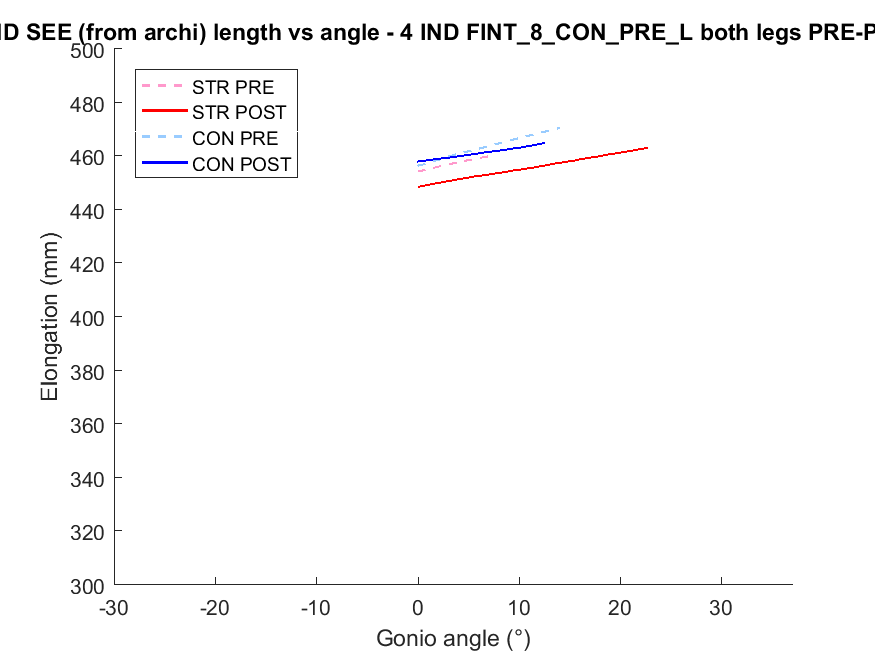 ND SEE (from archi) length vs angle - 4 IND FINT_8_CON_PRE_L both legs PRE-P
STR PRE
STR POST
CON PRE
CON POST
Elongation (mm)
500
480
460
440
420
400
380
360
340
320
300
-30
-20
-10
0
10
20
30
Gonio angle (°)